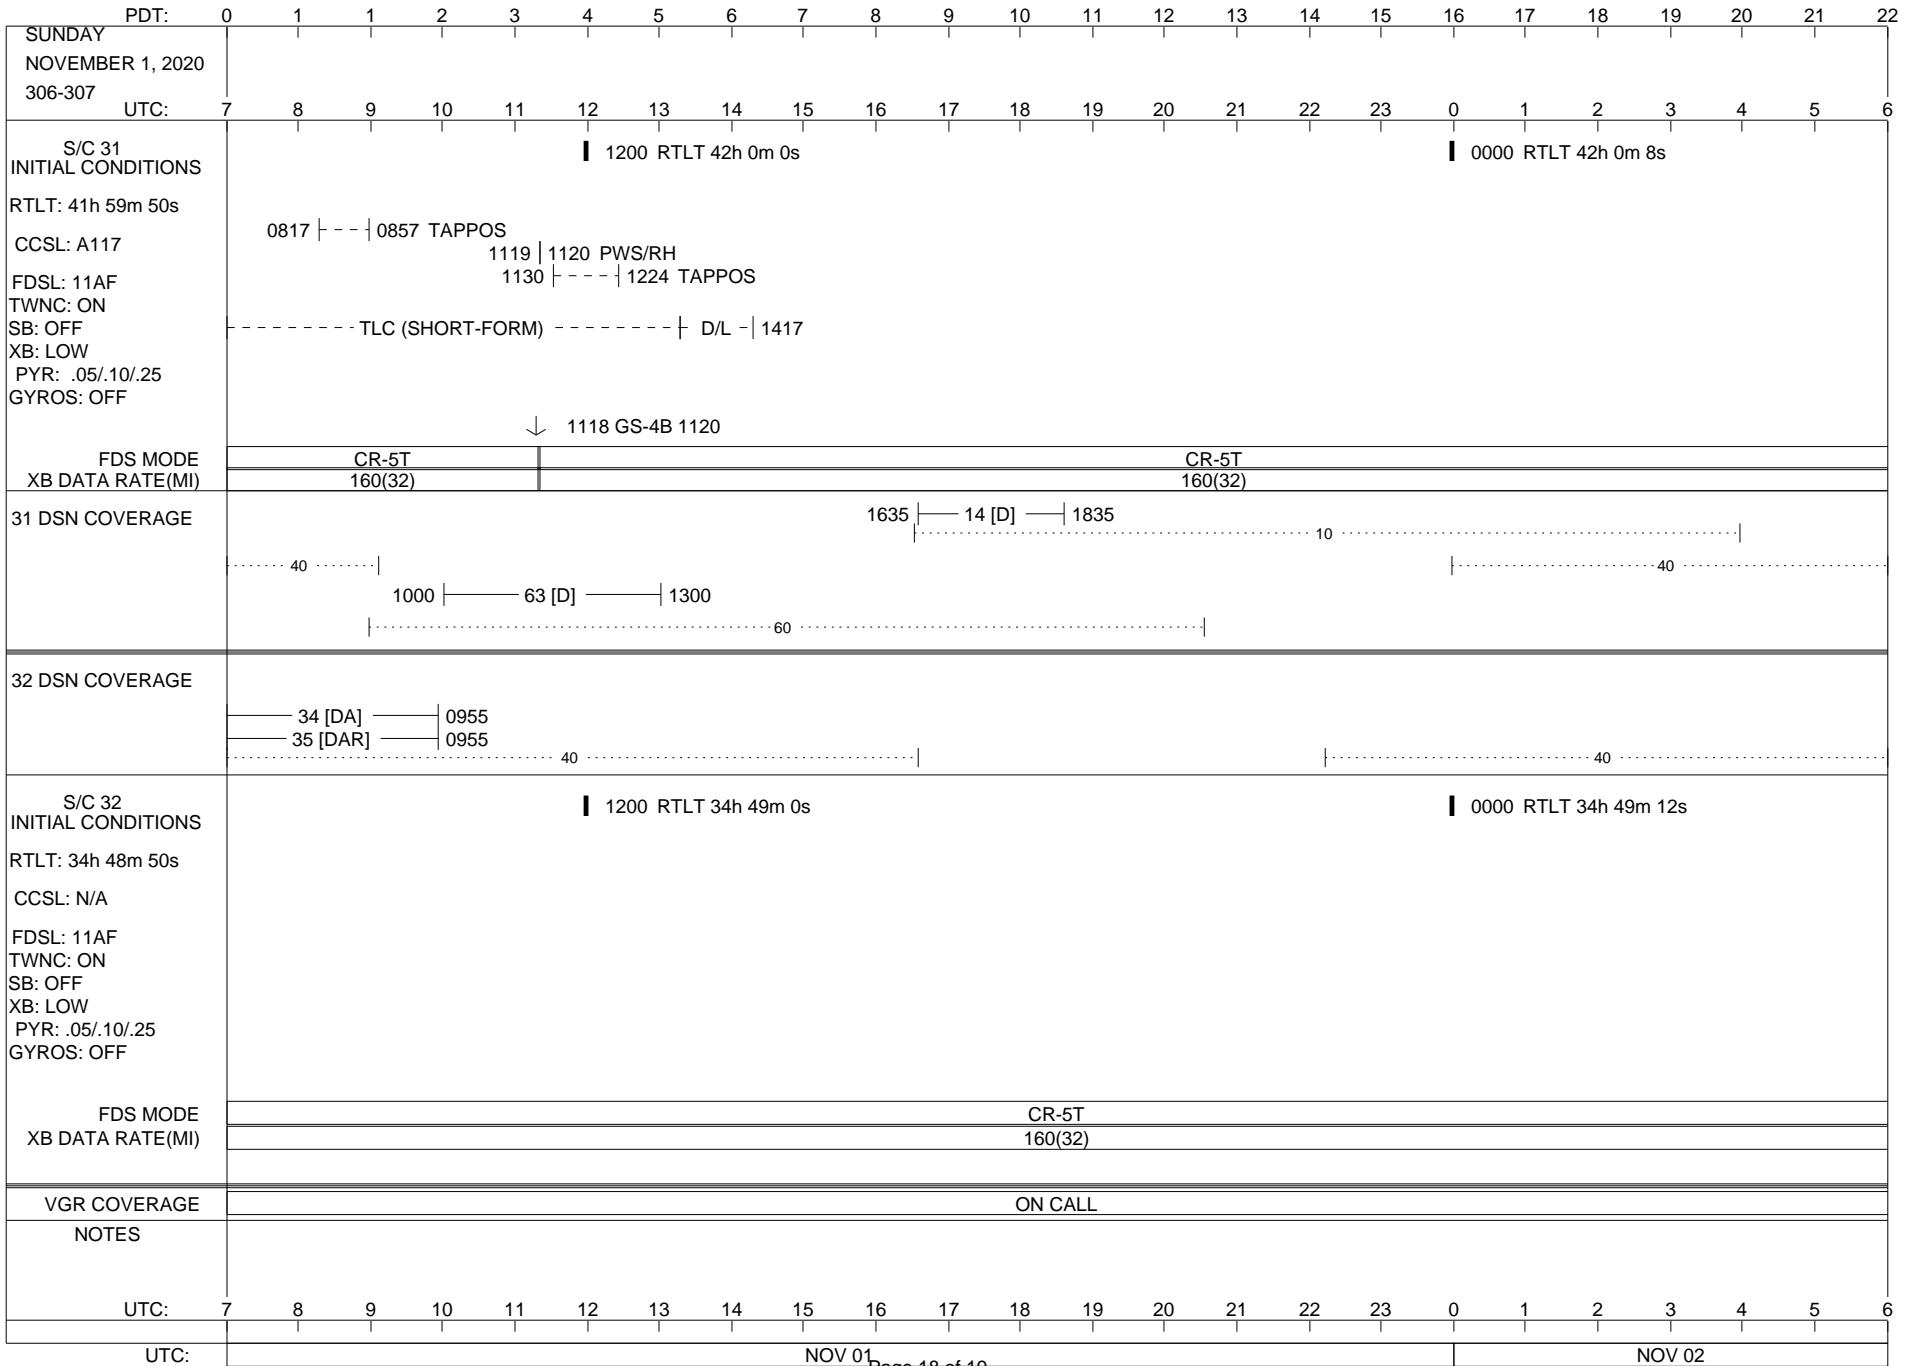 PDT: 0 1 1 2 3 4 5 6 7 8 9 10 11 12 13 14 15 16 17 18 19 20 21 22
SUNDAY
NOVEMBER 1, 2020
306-307
UTC: 7 8 9 10 11 12 13 14 15 16 17 18 19 20 21 22 23 0 1 2 3 4 5 6
S/C 31
INITIAL CONDITIONS
1200 RTLT 42h 0m 0s
0000 RTLT 42h 0m 8s
RTLT: 41h 59m 50s
0817 0857 TAPPOS
CCSL: A117
1119 1120 PWS/RH
1130 1224 TAPPOS
FDSL: 11AF
TWNC: ON
SB: OFF
TLC (SHORT-FORM) D/L 1417
XB: LOW
PYR: .05/.10/.25
GYROS: OFF
1118 GS-4B 1120
FDS MODE CR-5T CR-5T
XB DATA RATE(MI) 160(32) 160(32)
31 DSN COVERAGE
1635 14 [D] 1835
10
40 40
1000 63 [D] 1300
60
32 DSN COVERAGE
34 [DA] 0955
35 [DAR] 0955
40 40
S/C 32
INITIAL CONDITIONS
1200 RTLT 34h 49m 0s
0000 RTLT 34h 49m 12s
RTLT: 34h 48m 50s
CCSL: N/A
FDSL: 11AF
TWNC: ON
SB: OFF
XB: LOW
PYR: .05/.10/.25
GYROS: OFF
FDS MODE CR-5T
XB DATA RATE(MI) 160(32)
VGR COVERAGE ON CALL
NOTES
UTC: 7 8 9 10 11 12 13 14 15 16 17 18 19 20 21 22 23 0 1 2 3 4 5 6
UTC: NOV 01 NOV 02
Page 18 of 19